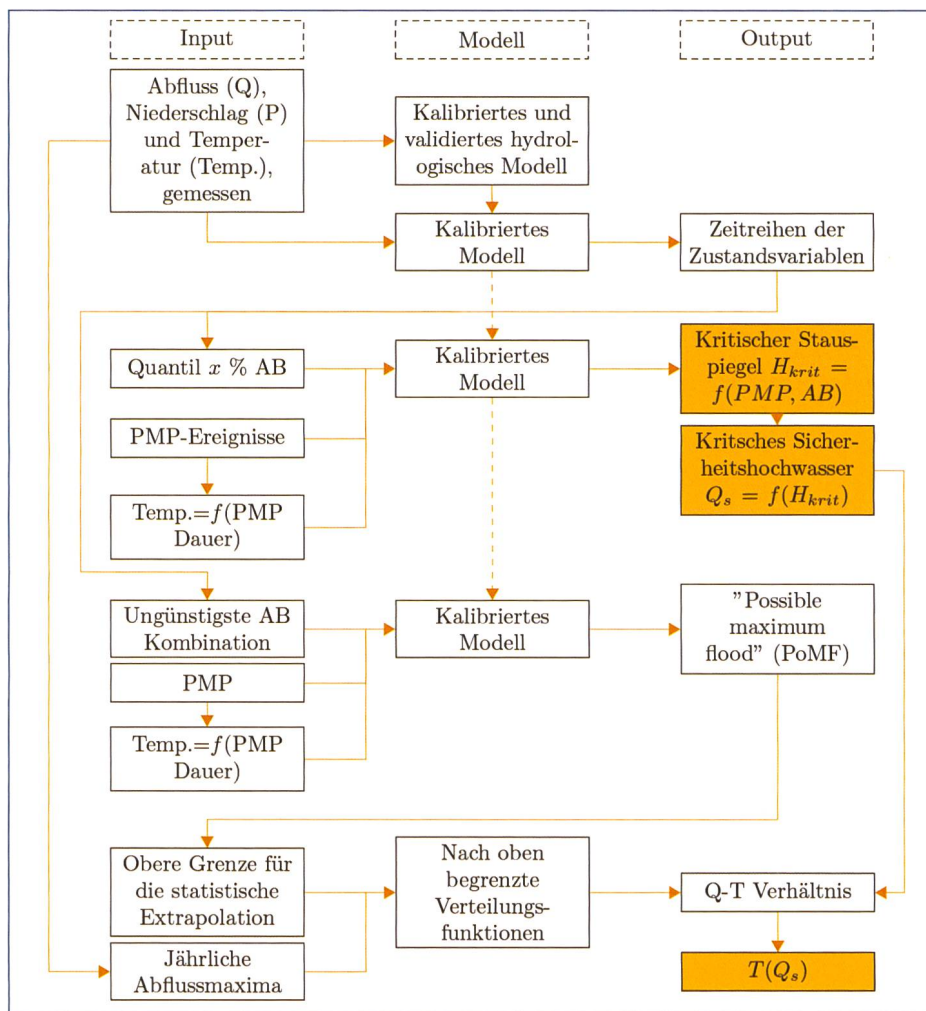 Input
Modell
Output
Abfluss (Q),
Niederschlag (P)
und Temper-
atur (Temp.),
gemessen
Kalibriertes und
validiertes hydrol-
ogisches Modell
Kalibriertes
Modell
Zeitreihen der
Zustandsvariablen
Quantil x % AB
Kalibriertes
Modell
Kritischer Staus-
piegel H_krit =
f(PMP, AB)
PMP-Ereignisse
Kritsches Sicher-
heitshochwasser
Q_s = f(H_krit)
Temp.=f(PMP
Dauer)
Ungünstigste AB
Kombination
Kalibriertes
Modell
"Possible
maximum
flood" (PoMF)
PMP
Temp.=f(PMP
Dauer)
Obere Grenze für
die statistische
Extrapolation
Nach oben
begrenzte
Verteilungs-
funktionen
Q-T Verhältnis
Jährliche
Abflussmaxima
T(Q_s)